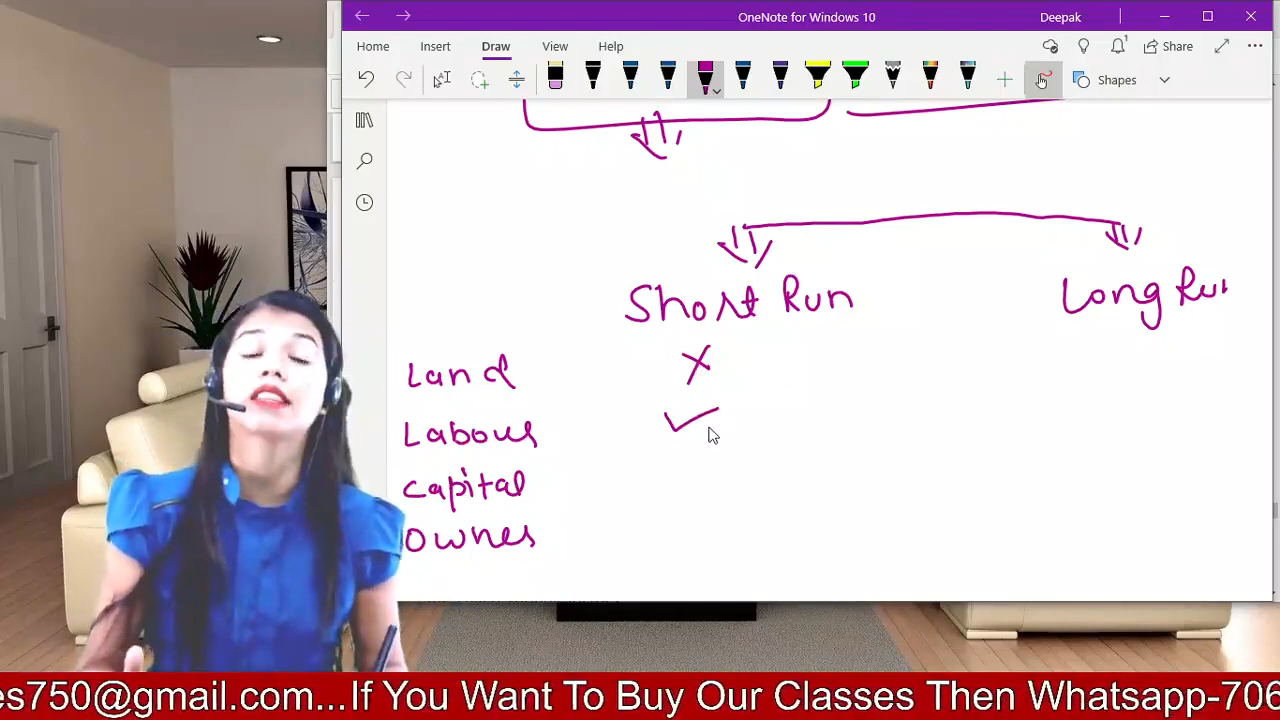 OneNote for Windows 10
Deepak
Home Insert Draw View Help
Share
Shapes
Short Run
Long Run
Land
Labour
Capital
Owner
es750@gmail.com...If You Want To Buy Our Classes Then Whatsapp-706